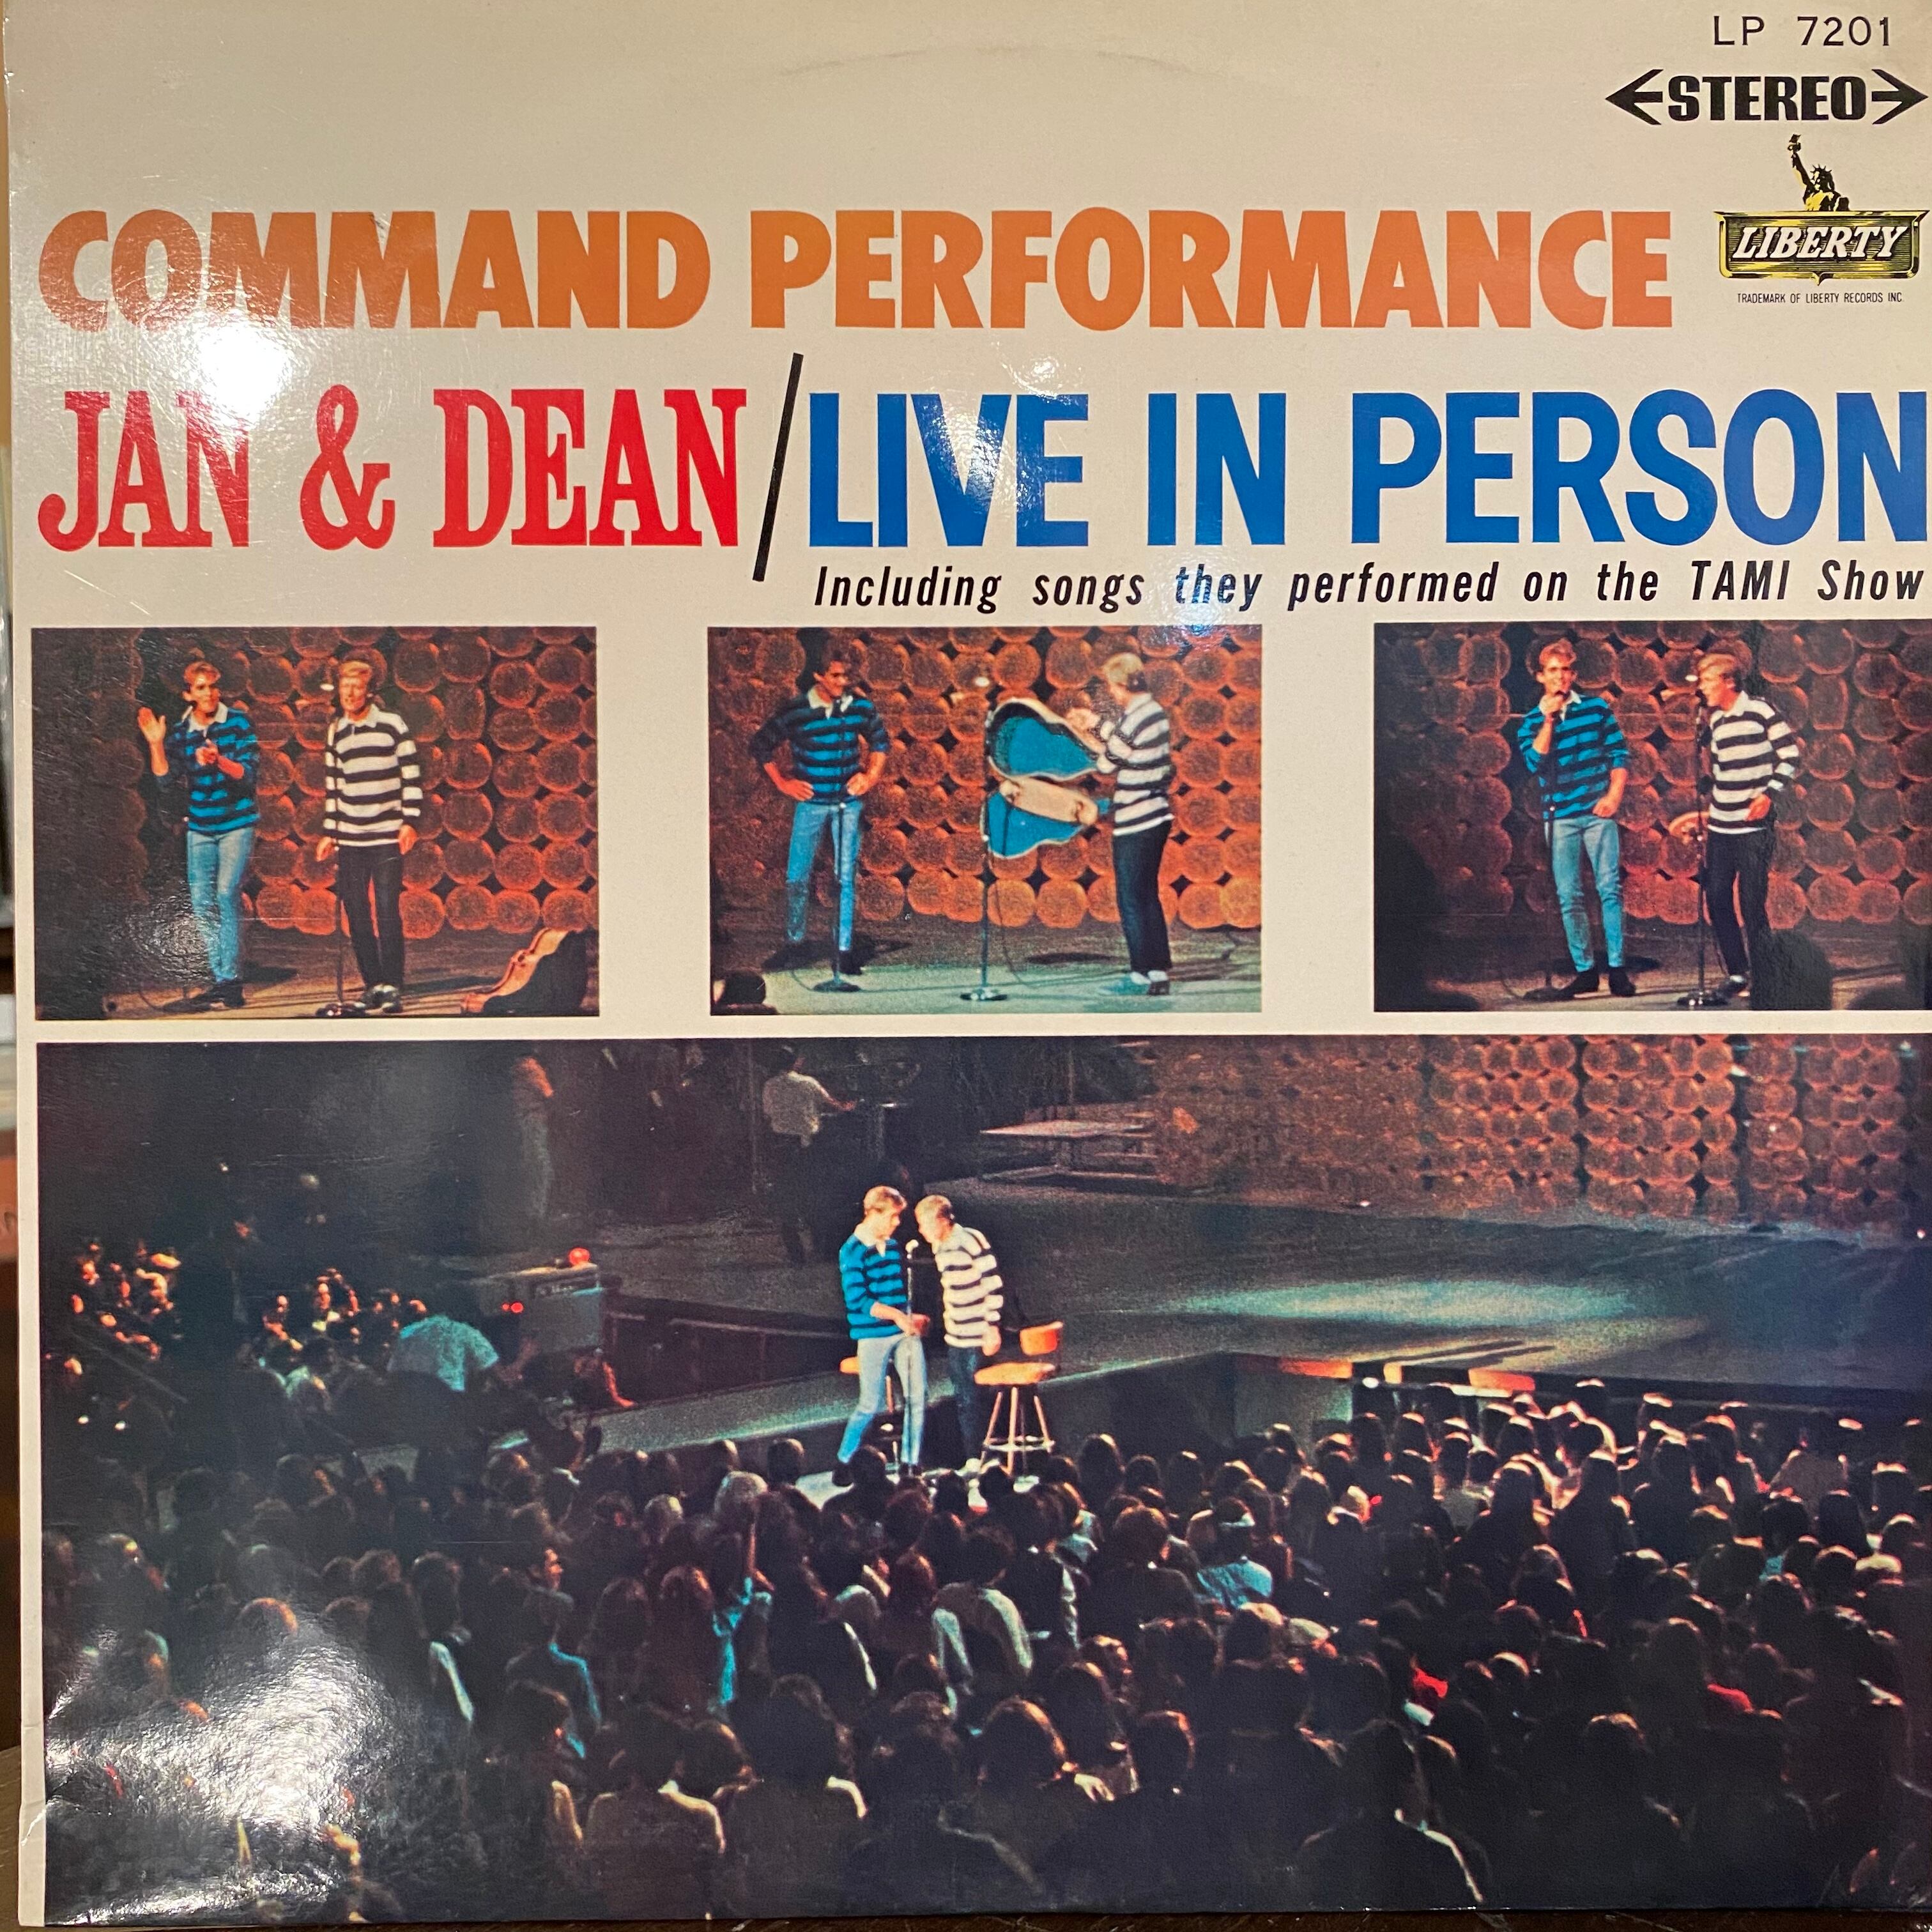 LP 7201
STEREO
LIBERTY
TRADEMARK OF LIBERTY RECORDS INC.
COMMAND PERFORMANCE
JAN & DEAN/LIVE IN PERSON
Including songs they performed on the TAMI Show